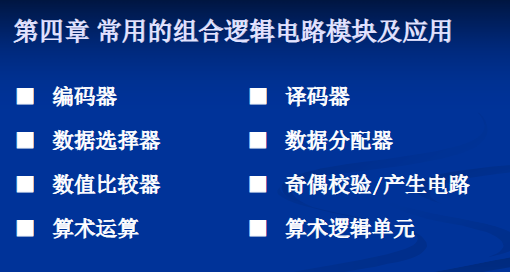 第四章 常用的组合逻辑电路模块及应用
■ 编码器 ■ 译码器
■ 数据选择器 ■ 数据分配器
■ 数值比较器 ■ 奇偶校验/产生电路
■ 算术运算 ■ 算术逻辑单元